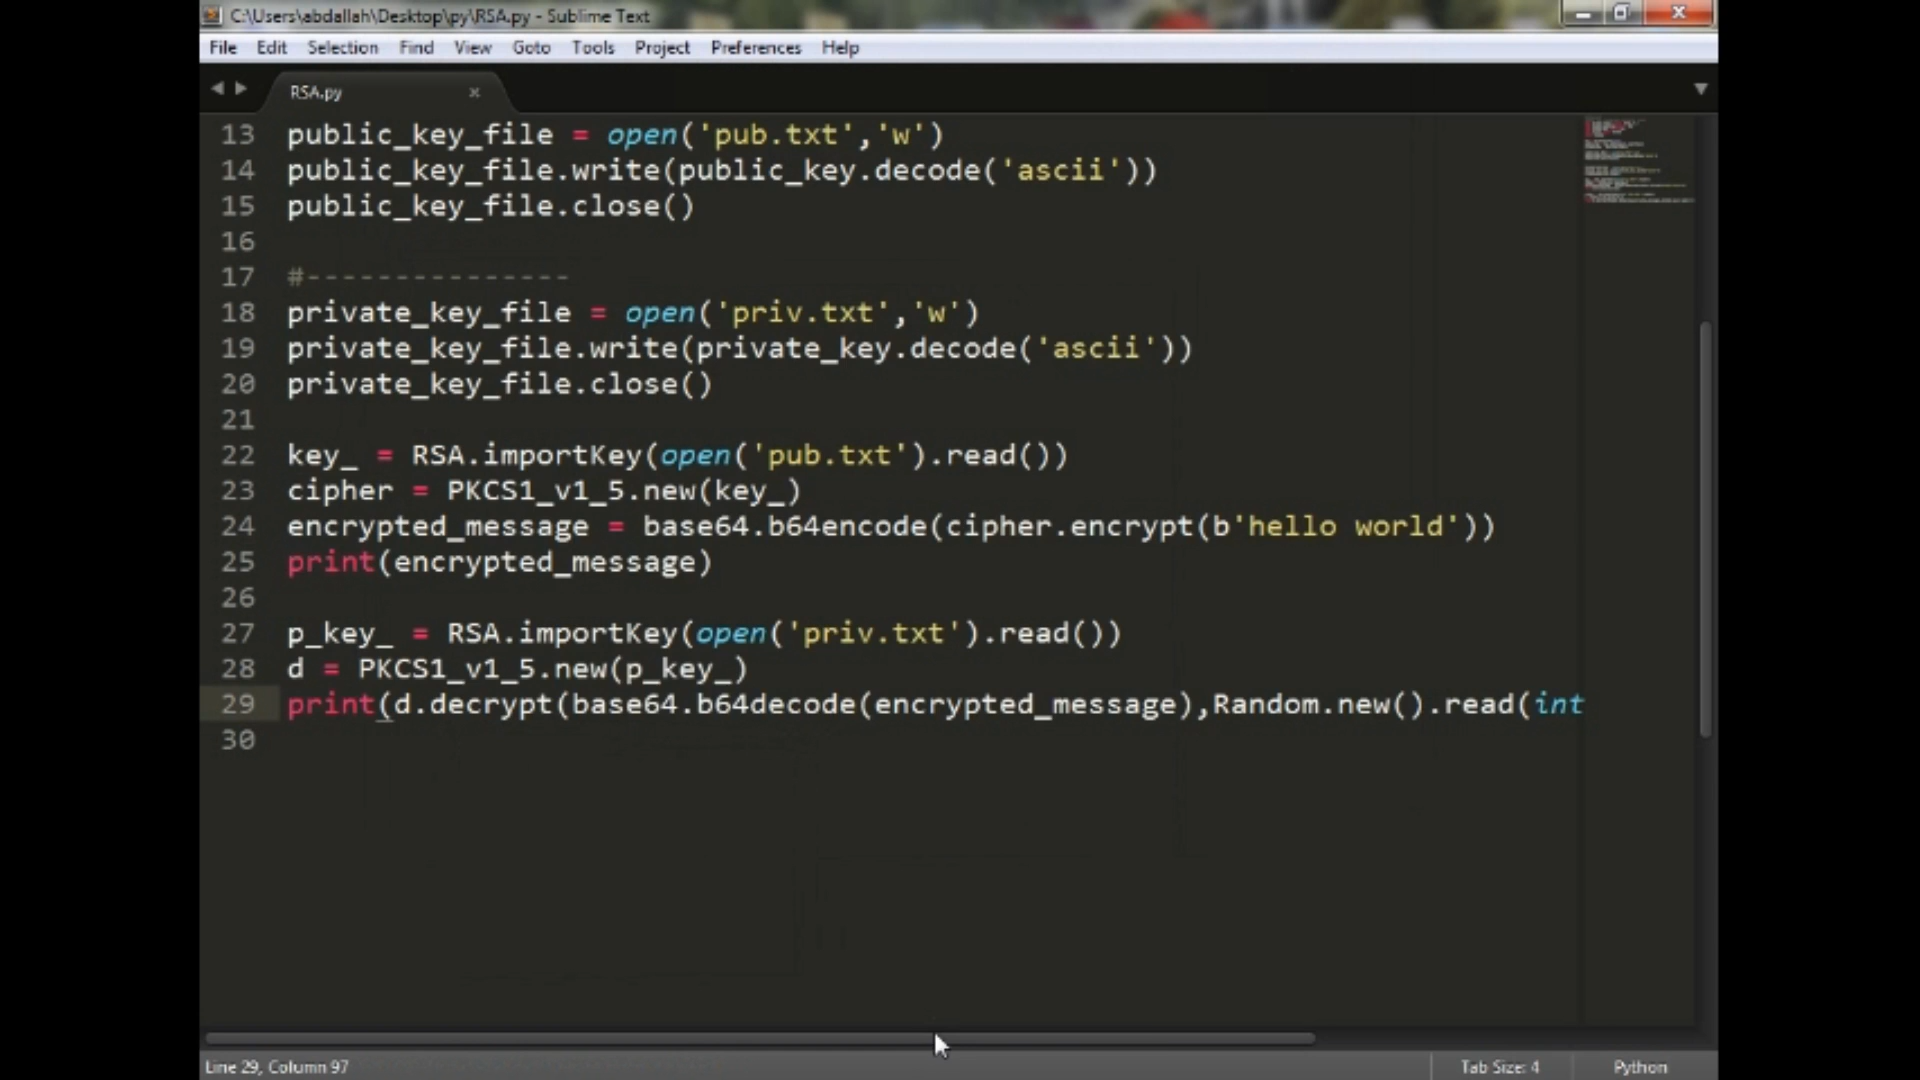 C:\Users\abdallah\Desktop\py\RSA.py - Sublime Text
File Edit Selection Find View Goto Tools Project Preferences Help
RSA.py
13 public_key_file = open('pub.txt','w')
14 public_key_file.write(public_key.decode('ascii'))
15 public_key_file.close()
16
17 #---------------
18 private_key_file = open('priv.txt','w')
19 private_key_file.write(private_key.decode('ascii'))
20 private_key_file.close()
21
22 key_ = RSA.importKey(open('pub.txt').read())
23 cipher = PKCS1_v1_5.new(key_)
24 encrypted_message = base64.b64encode(cipher.encrypt(b'hello world'))
25 print(encrypted_message)
26
27 p_key_ = RSA.importKey(open('priv.txt').read())
28 d = PKCS1_v1_5.new(p_key_)
29 print(d.decrypt(base64.b64decode(encrypted_message),Random.new().read(int
30
Line 29, Column 97 Tab Size: 4 Python